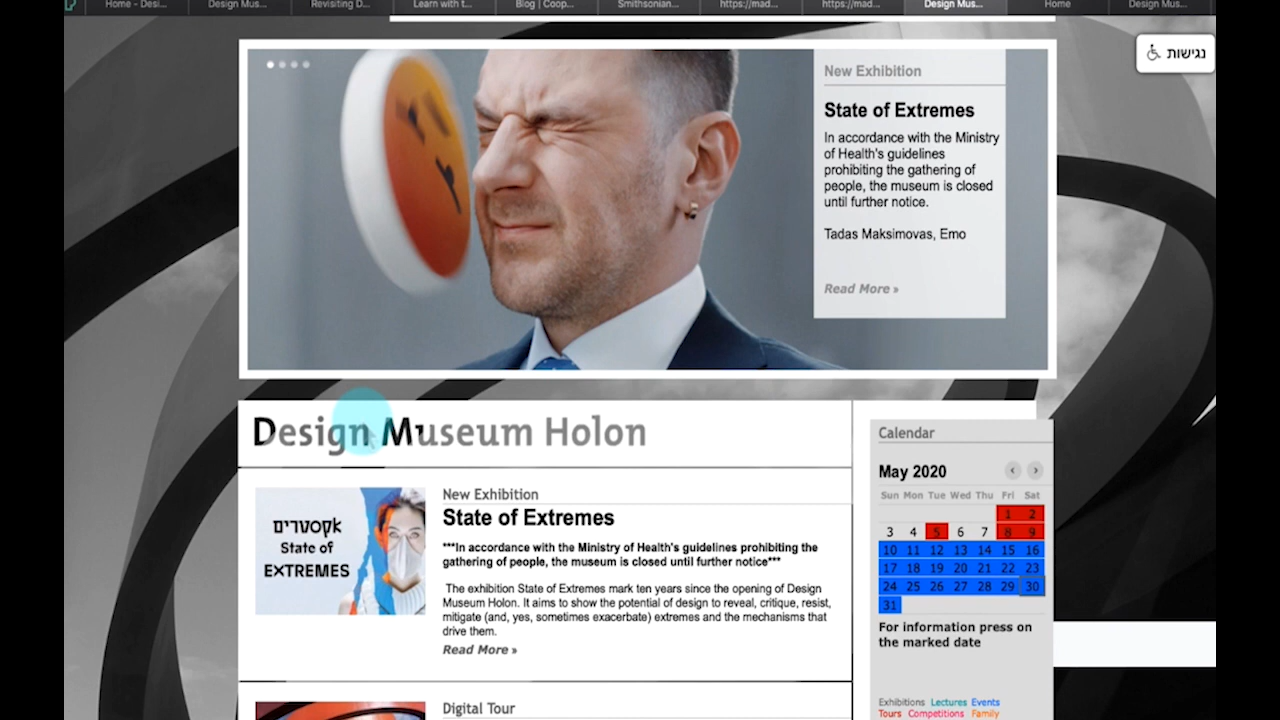 Home - Desi...
Design Mus...
Revisiting D...
Learn with t...
Blog | Coop...
Smithsonian...
https://mad...
https://mad...
Design Mus...
Home
Design Mus...
נגישות
New Exhibition
State of Extremes
In accordance with the Ministry
of Health's guidelines
prohibiting the gathering of
people, the museum is closed
until further notice.
Tadas Maksimovas, Emo
Read More »
Design Museum Holon
New Exhibition
State of Extremes
***In accordance with the Ministry of Health's guidelines prohibiting the
gathering of people, the museum is closed until further notice***
The exhibition State of Extremes mark ten years since the opening of Design
Museum Holon. It aims to show the potential of design to reveal, critique, resist,
mitigate (and, yes, sometimes exacerbate) extremes and the mechanisms that
drive them.
Read More »
אקסטרים
State of
EXTREMES
Digital Tour
Calendar
May 2020
Sun Mon Tue Wed Thu Fri Sat
1 2
3 4 5 6 7 8 9
10 11 12 13 14 15 16
17 18 19 20 21 22 23
24 25 26 27 28 29 30
31
For information press on
the marked date
Exhibitions Lectures Events
Tours Competitions Family